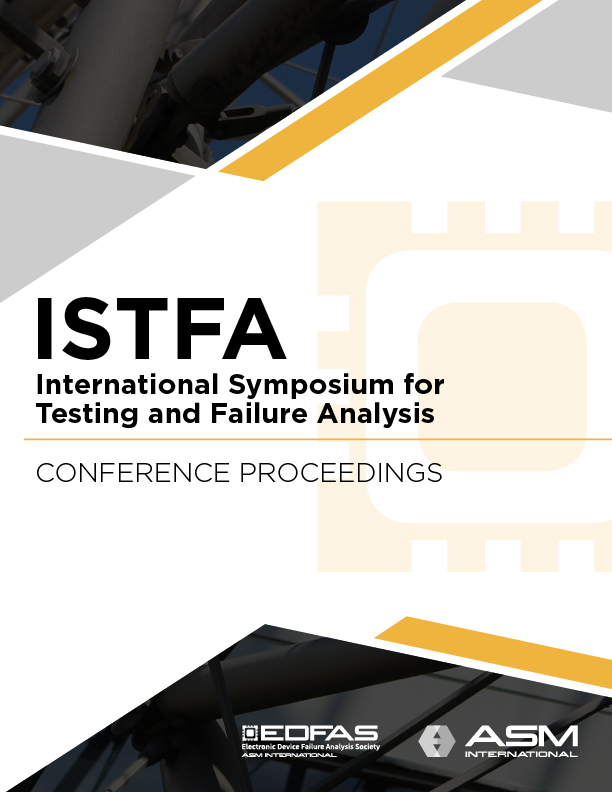 ISTFA
International Symposium for
Testing and Failure Analysis
CONFERENCE PROCEEDINGS
EDFAS
Electronic Device Failure Analysis Society
ASM INTERNATIONAL
ASM
INTERNATIONAL